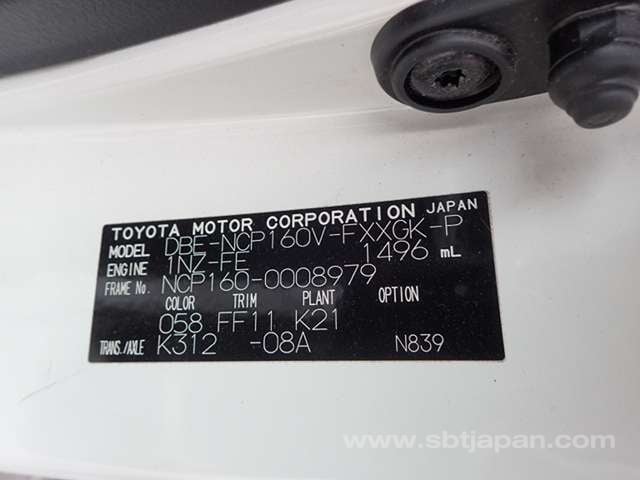 TOYOTA MOTOR CORPORATION JAPAN
MODEL DBE-NCP160V-FXXGK-P
ENGINE 1NZ-FE 1496 mL
FRAME No. NCP160-0008979
COLOR TRIM PLANT OPTION
058 FF11 K21
TRANS./AXLE K312 -08A N839
www.sbtjapan.com